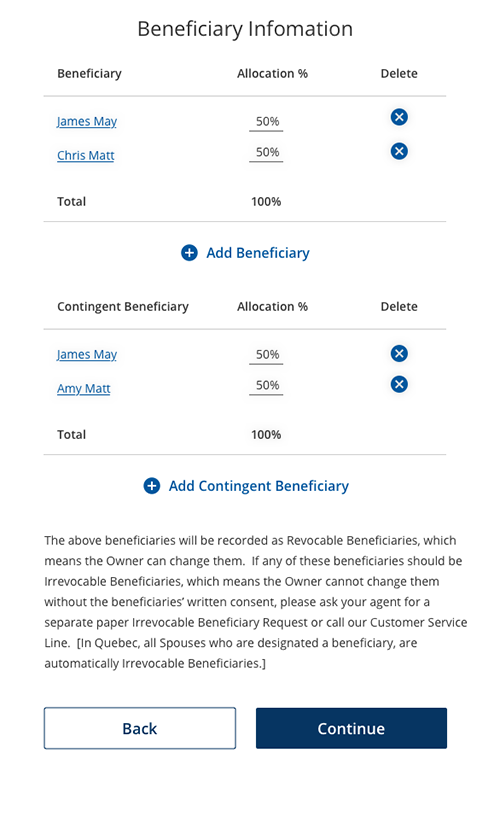 Beneficiary Infomation
Beneficiary Allocation % Delete
James May 50%
Chris Matt 50%
Total 100%
Add Beneficiary
Contingent Beneficiary Allocation % Delete
James May 50%
Amy Matt 50%
Total 100%
Add Contingent Beneficiary
The above beneficiaries will be recorded as Revocable Beneficiaries, which
means the Owner can change them.  If any of these beneficiaries should be
Irrevocable Beneficiaries, which means the Owner cannot change them
without the beneficiaries’ written consent, please ask your agent for a
separate paper Irrevocable Beneficiary Request or call our Customer Service
Line.  [In Quebec, all Spouses who are designated a beneficiary, are
automatically Irrevocable Beneficiaries.]
Back Continue